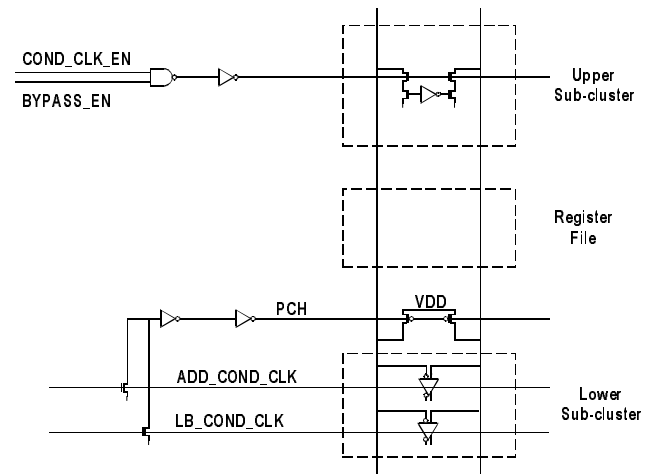 COND_CLK_EN
BYPASS_EN
Upper
Sub-cluster
Register
File
PCH
VDD
ADD_COND_CLK
LB_COND_CLK
Lower
Sub-cluster